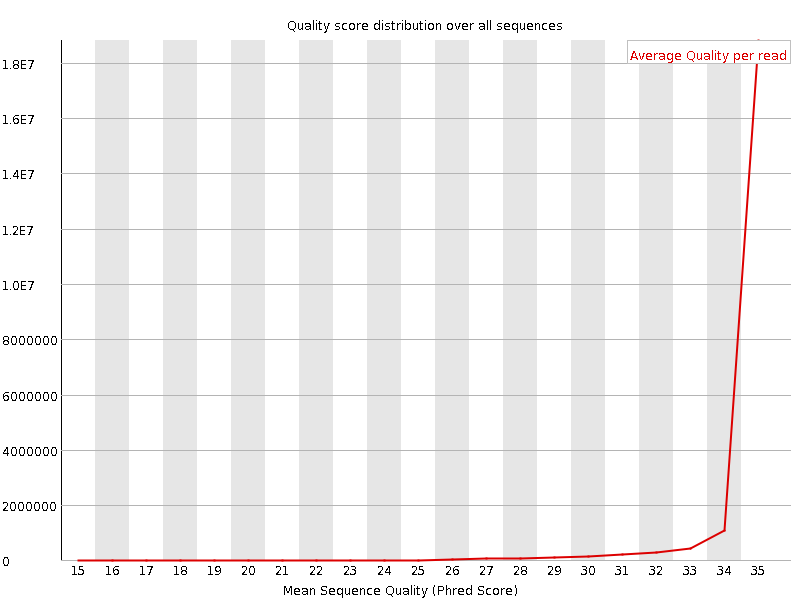 Quality score distribution over all sequences
Average Quality per read
1.8E7
1.6E7
1.4E7
1.2E7
1.0E7
8000000
6000000
4000000
2000000
0
15 16 17 18 19 20 21 22 23 24 25 26 27 28 29 30 31 32 33 34 35
Mean Sequence Quality (Phred Score)